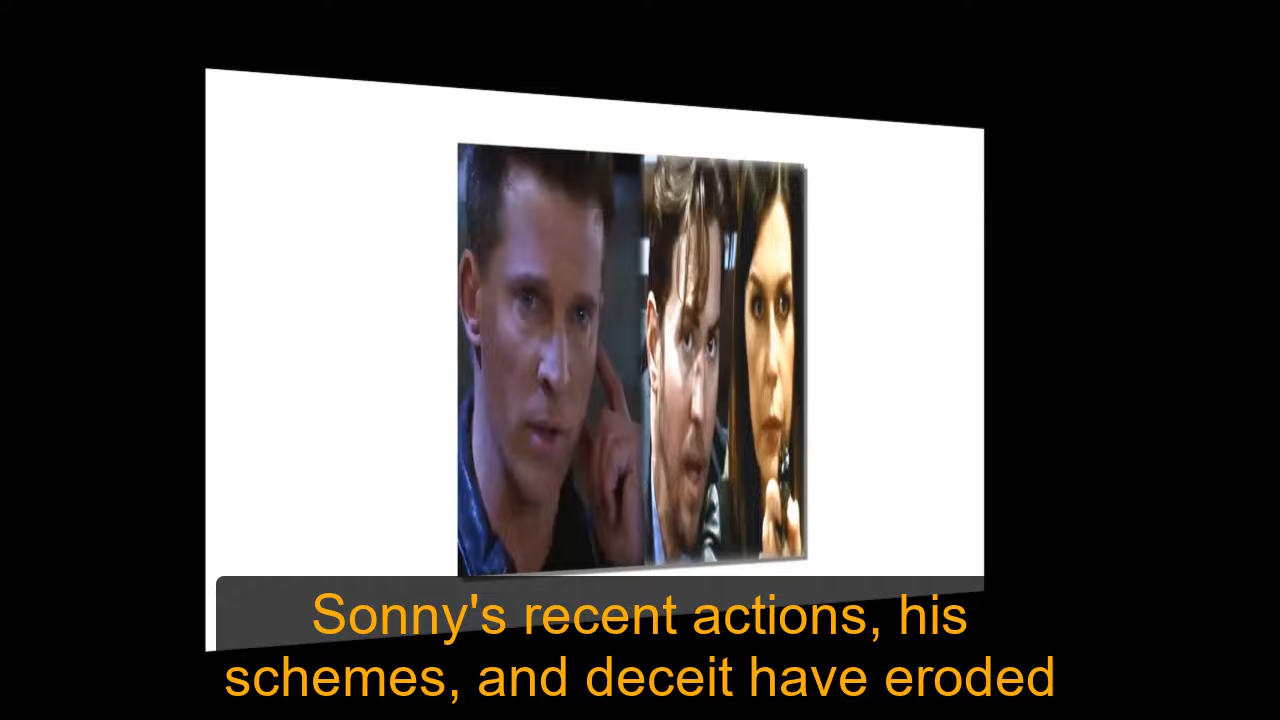 Sonny's recent actions, his
schemes, and deceit have eroded